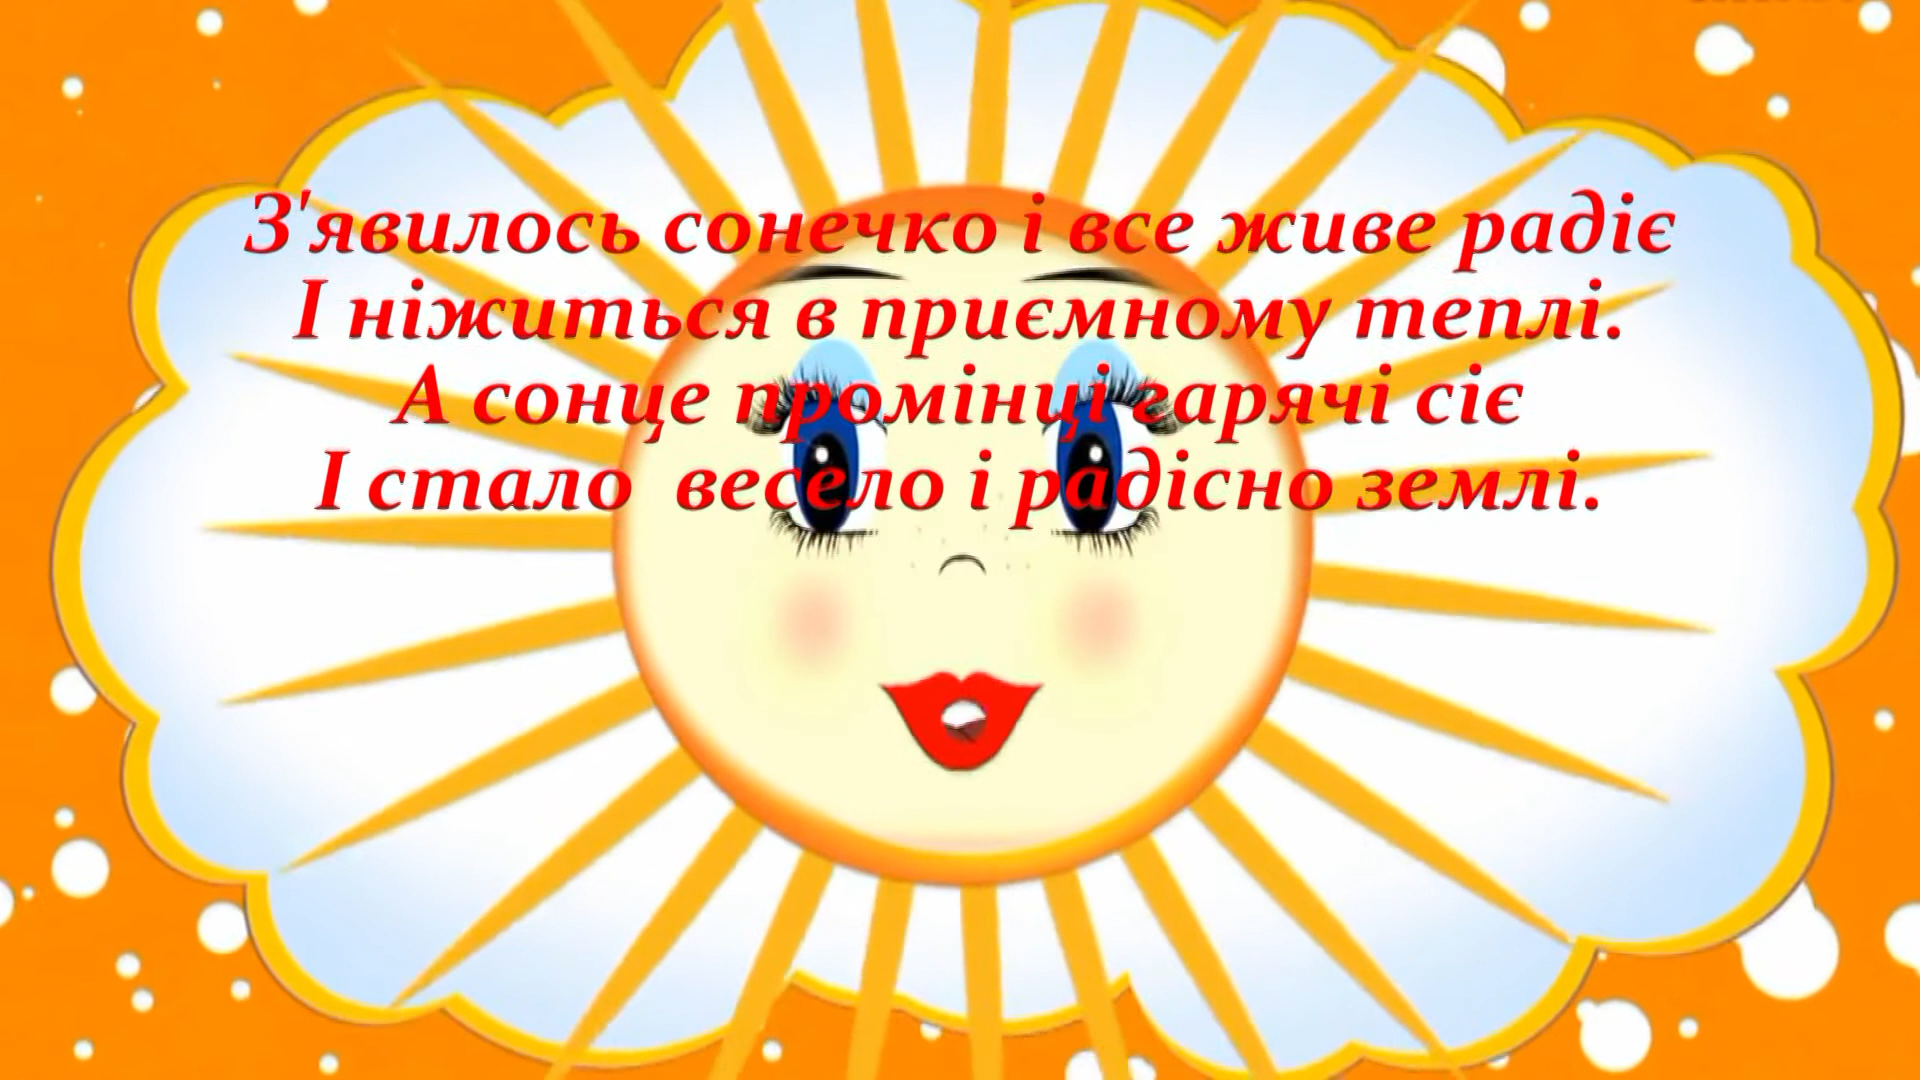 З'явилось сонечко і все живе радіє
І ніжиться в приємному теплі.
А сонце промінці гарячі сіє
І стало  весело і радісно землі.